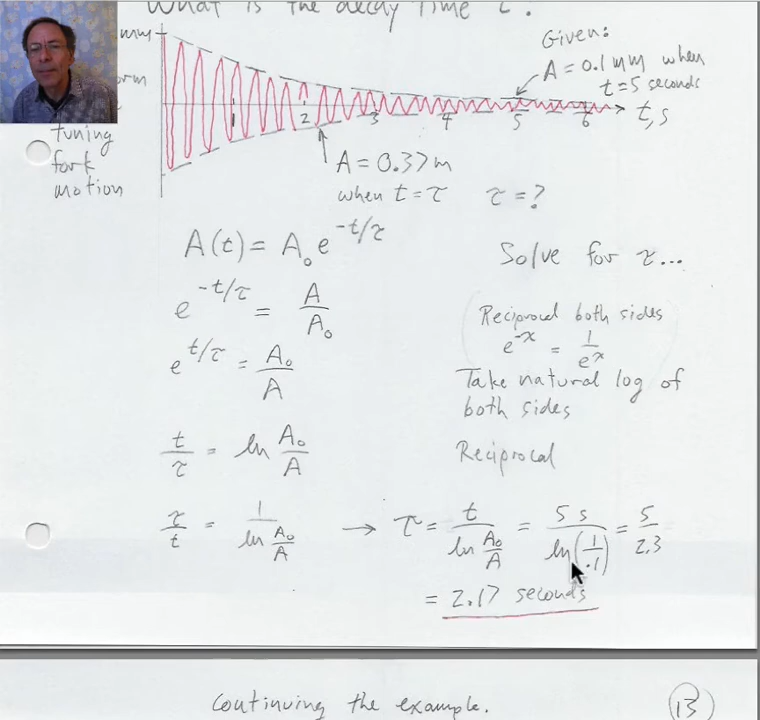 What is the decay time τ?
mm
Given:
A = 0.1 mm when
t = 5 seconds
1 2 3 4 5 6 t,s
tuning
fork
motion
A = 0.37 m
when t = τ τ = ?
A(t) = A₀ e^(-t/τ)
Solve for τ...
e^(-t/τ) = A/A₀
(Reciprocal both sides
e^(-x) = 1/e^x)
e^(t/τ) = A₀/A
Take natural log of
both sides
t/τ = ln A₀/A
Reciprocal
τ/t = 1/(ln A₀/A) → τ = t/(ln A₀/A) = 5 s/ln(1/.1) = 5/2.3
= 2.17 seconds
Continuing the example.
13